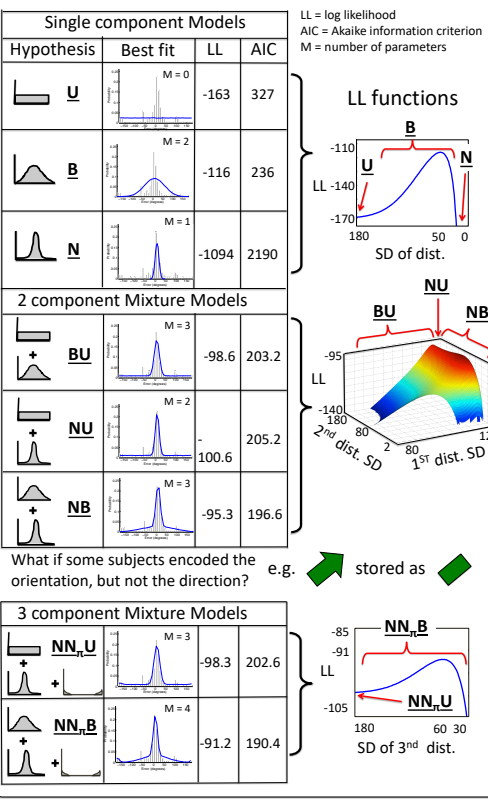 Single component Models
Hypothesis Best fit LL AIC
U M = 0 -163 327
B M = 2 -116 236
N M = 1 -1094 2190
2 component Mixture Models
+ BU M = 3 -98.6 203.2
+ NU M = 2 -100.6 205.2
+ NB M = 3 -95.3 196.6
LL = log likelihood
AIC = Akaike information criterion
M = number of parameters
LL functions
B
U
N
-110
LL -140
-170
180 50 0
SD of dist.
BU
NU
NB
-95
LL
-140
180 80 2
2nd dist. SD
80 12
1ST dist. SD
What if some subjects encoded the
orientation, but not the direction?
e.g. stored as
3 component Mixture Models
+ NNπU + M = 3 -98.3 202.6
+ NNπB + M = 4 -91.2 190.4
-85
-91
LL
-105
NNπB
NNπU
180 60 30
SD of 3nd dist.